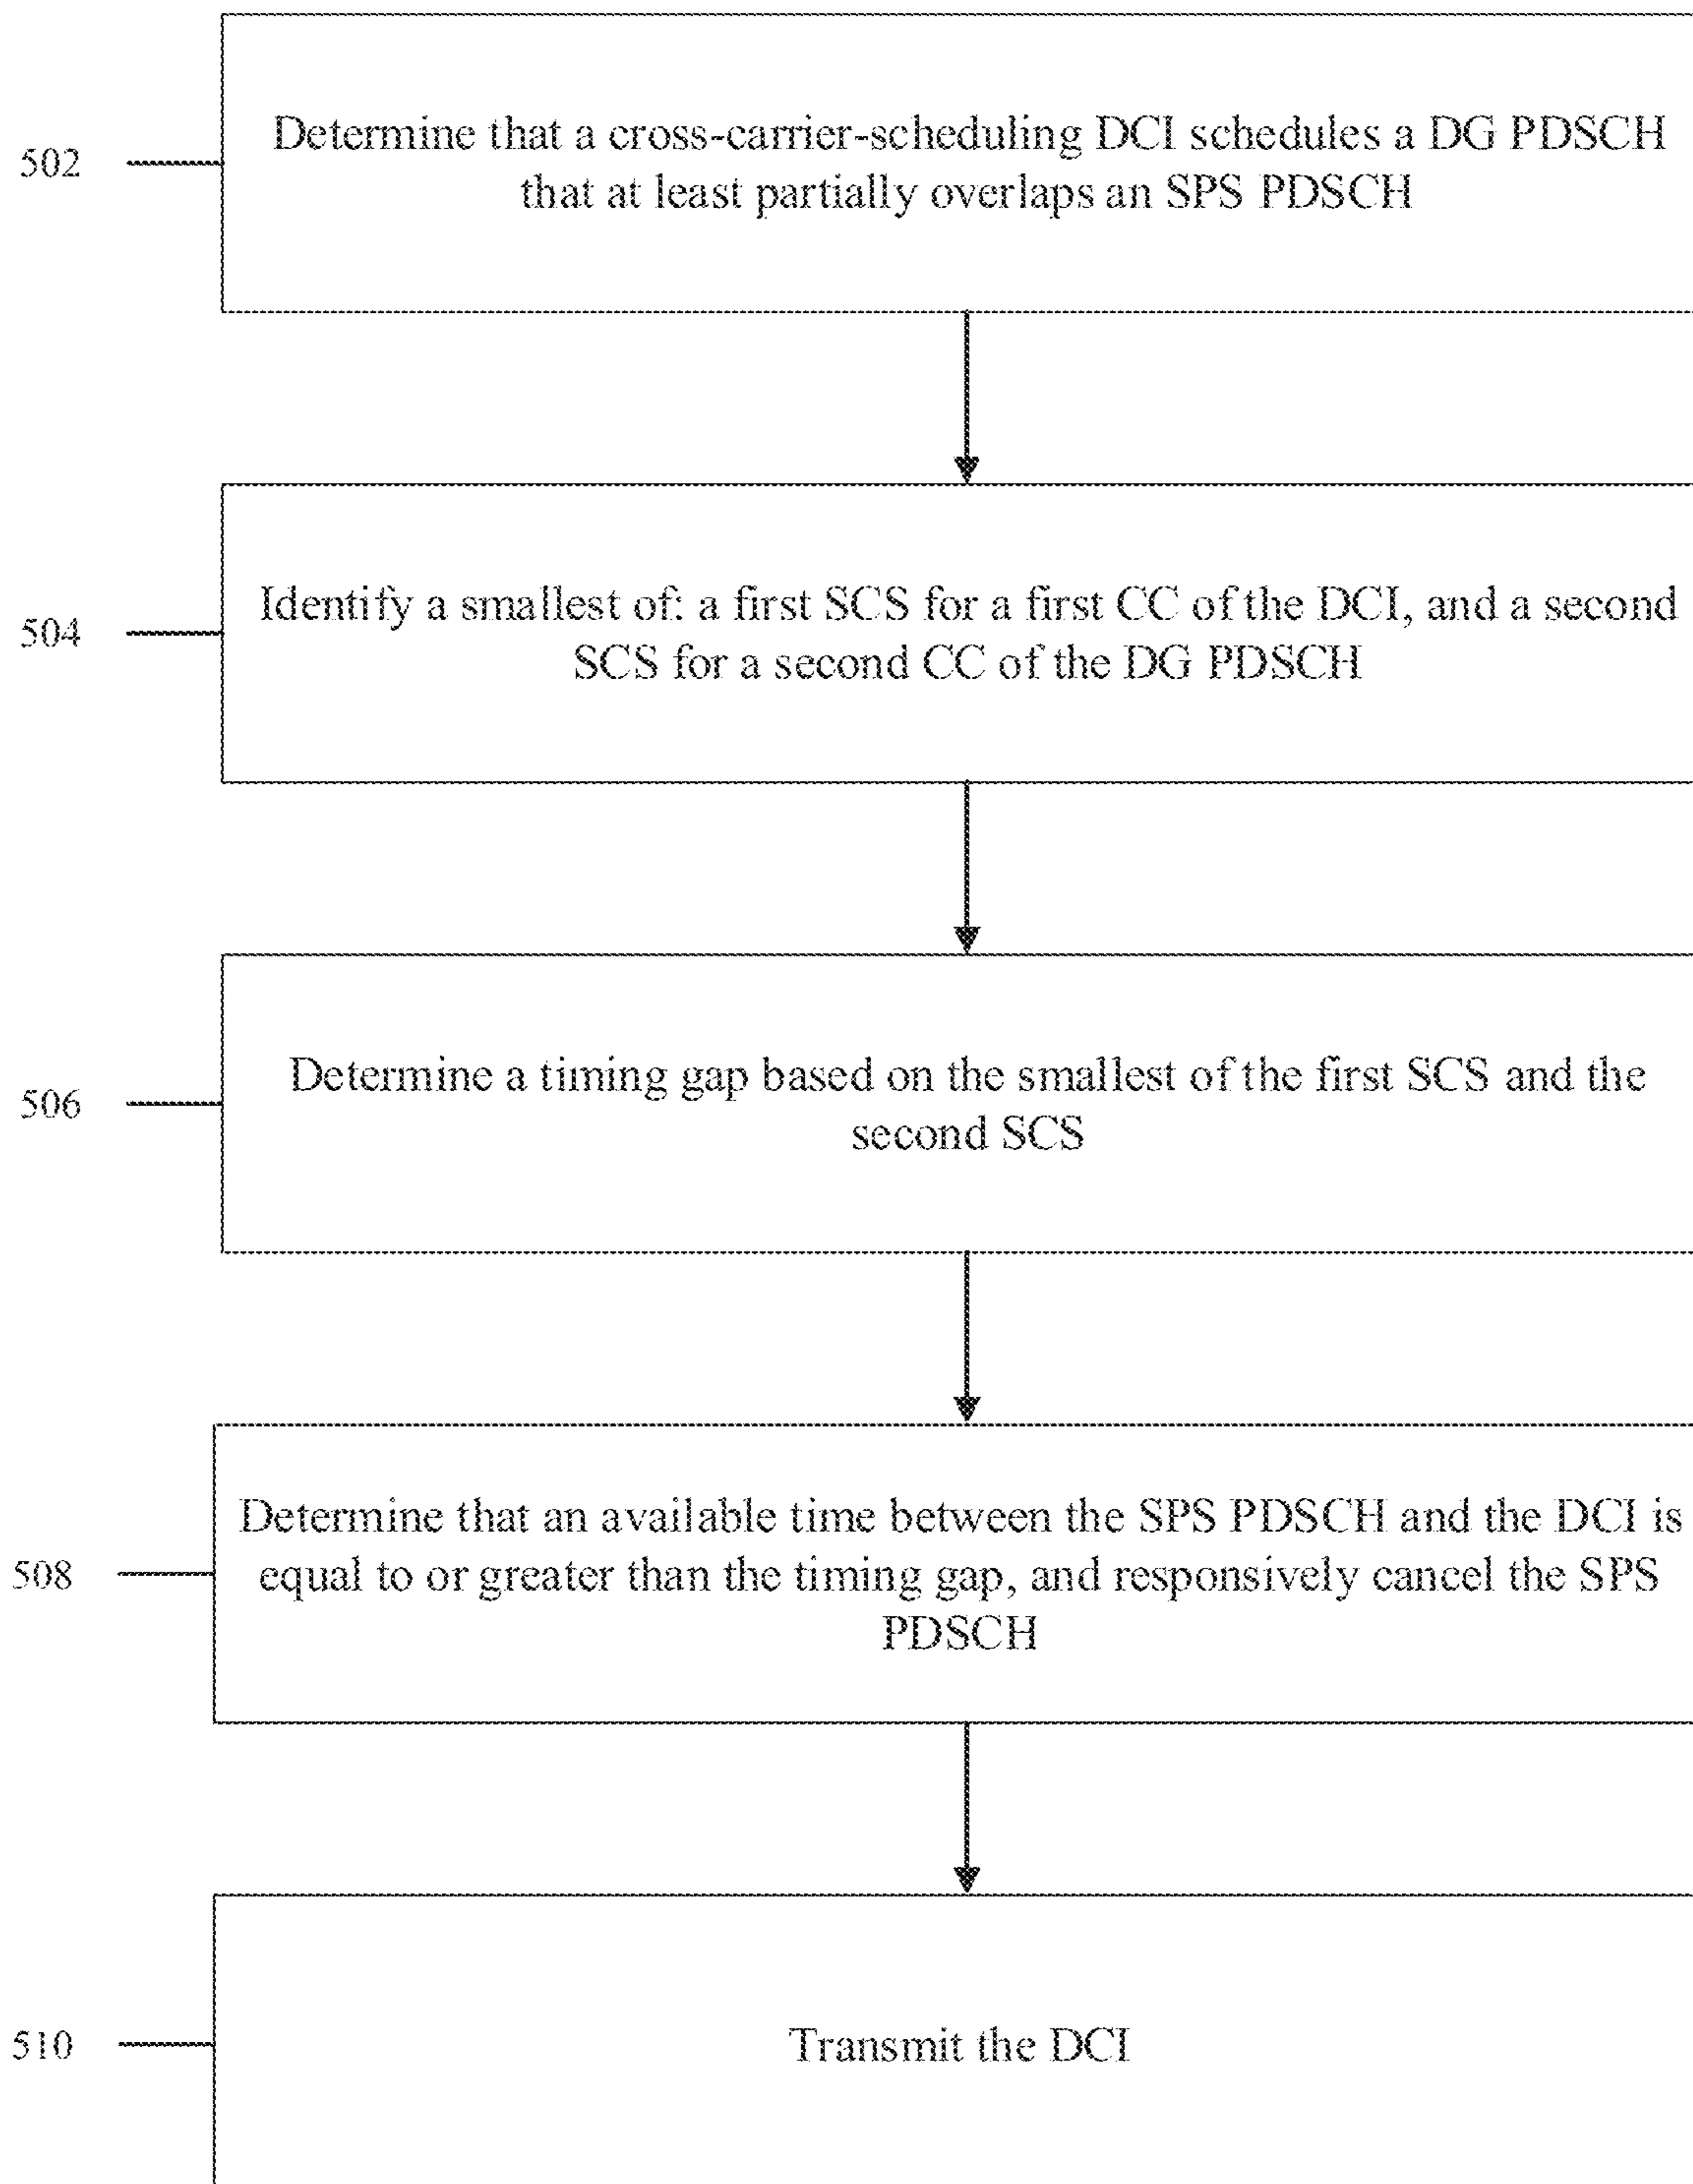 502
Determine that a cross-carrier-scheduling DCI schedules a DG PDSCH
that at least partially overlaps an SPS PDSCH
504
Identify a smallest of: a first SCS for a first CC of the DCI, and a second
SCS for a second CC of the DG PDSCH
506
Determine a timing gap based on the smallest of the first SCS and the
second SCS
508
Determine that an available time between the SPS PDSCH and the DCI is
equal to or greater than the timing gap, and responsively cancel the SPS
PDSCH
510
Transmit the DCI